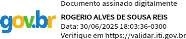 Documento assinado digitalmente
gov.br
ROGERIO ALVES DE SOUSA REIS
Data: 30/06/2025 18:03:36-0300
Verifique em https://validar.iti.gov.br